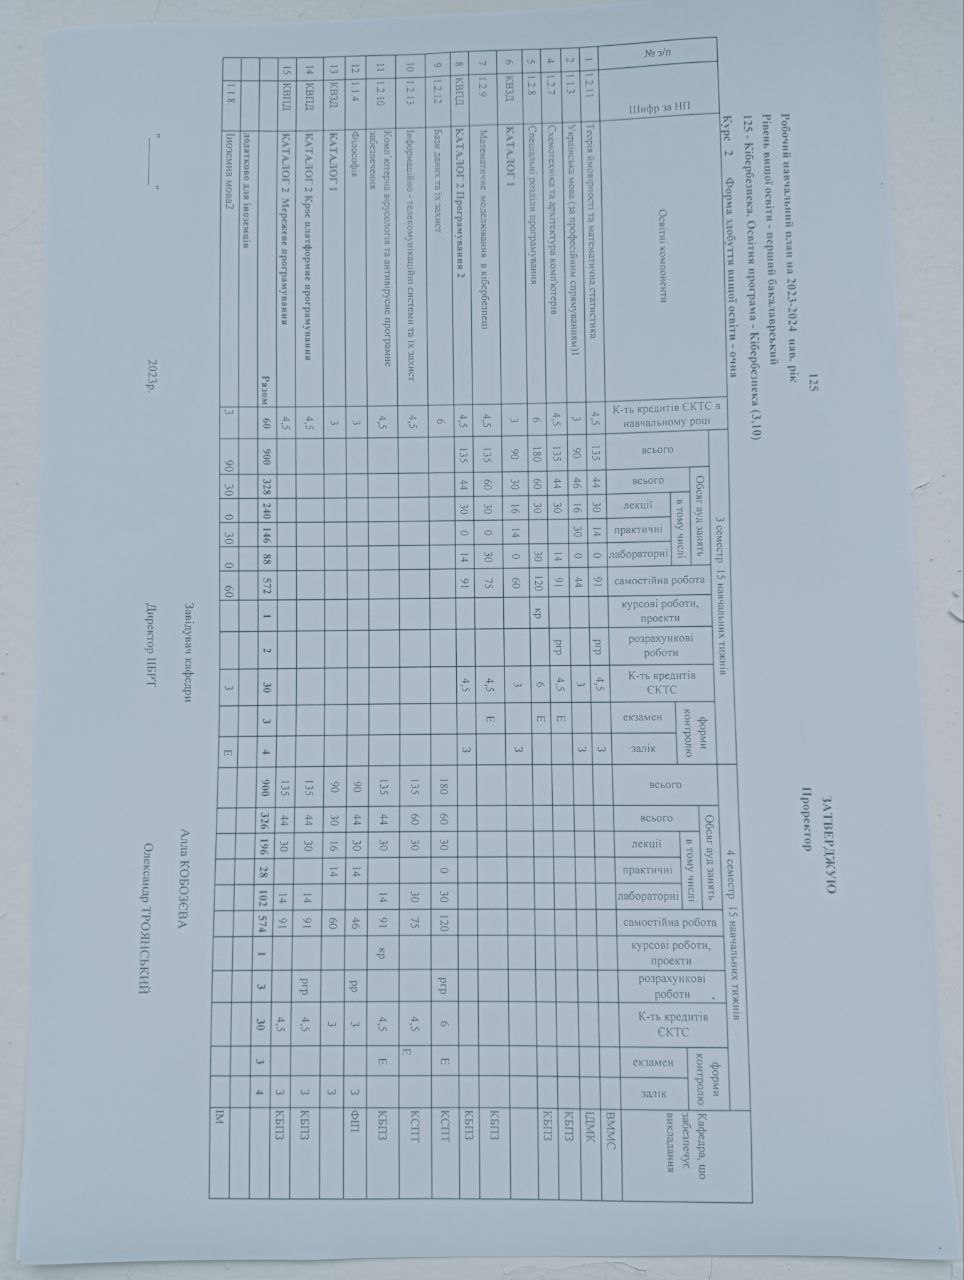 125
ЗАТВЕРДЖУЮ
Проректор
Робочий навчальний план на 2023-2024 нав. рік
Рівень вищої освіти - перший бакалаврський
125 - Кібербезпека. Освітня програма - Кібербезпека (3,10)
Курс 2 Форма здобуття вищої освіти - очна
№ з/п
Шифр за НП
Освітні компоненти
К-ть кредитів ЄКТС в навчальному році
3 семестр 15 навчальних тижнів
всього
Обсяг ауд занять
всього
в тому числі
лекції
практичні
лабораторні
самостійна робота
курсові роботи, проекти
розрахункові роботи
К-ть кредитів ЄКТС
форми контролю
екзамен
залік
4 семестр 15 навчальних тижнів
всього
Обсяг ауд занять
всього
в тому числі
лекції
практичні
лабораторні
самостійна робота
курсові роботи, проекти
розрахункові роботи
К-ть кредитів ЄКТС
форми контролю
екзамен
залік
Кафедра, що забезпечує викладання
1 1.2.11 Теорія ймовірності та математична статистика 4,5 135 44 30 14 0 91 ргр 4,5 3 ВММС
2 1.1.3 Українська мова (за професійним спрямуванням)1 3 90 46 16 30 0 44 3 3 ІДМК
4 1.2.7 Схемотехніка та архітектура комп'ютерів 4,5 135 44 30 14 91 ргр 4,5 Е КБПЗ
5 1.2.8 Спеціальні розділи програмування 6 180 60 30 30 120 кр 6 Е КБПЗ
6 КВЗД КАТАЛОГ 1 3 90 30 16 14 0 60 3 3
7 1.2.9 Математичне моделювання в кібербезпеці 4,5 135 60 30 0 30 75 4,5 Е КБПЗ
8 КВПД КАТАЛОГ 2 Програмування 2 4,5 135 44 30 0 14 91 4,5 3 КБПЗ
9 1.2.12 Бази даних та їх захист 6 180 60 30 0 30 120 ргр 6 Е КСПТ
10 1.2.13 Інформаційно - телекомунікаційні системи та їх захист 4,5 135 60 30 30 75 4,5 Е КСПТ
11 1.2.10 Комп'ютерна вірусологія та антивірусне програмне забезпечення 4,5 135 44 30 14 91 кр 4,5 Е КБПЗ
12 1.1.4 Філософія 3 90 44 30 14 46 рр 3 3 ФІП
13 КВЗД КАТАЛОГ 1 3 90 30 16 14 60 3 3
14 КВПД КАТАЛОГ 2 Крос платформне програмування 4,5 135 44 30 14 91 ргр 4,5 3 КБПЗ
15 КВПД КАТАЛОГ 2 Мережеве програмування 4,5 135 44 30 14 91 4,5 3 КБПЗ
Разом 60 900 328 240 146 88 572 1 2 30 3 4 900 326 196 28 102 574 1 3 30 3 4
додатково для іноземців
1.1.8. Іноземна мова2 3 90 30 0 30 0 60 3 Е ІМ
Завідувач кафедри Алла КОБОЗЄВА
" " 2023р. Директор ІІБРТ Олександр ТРОЯНСЬКИЙ